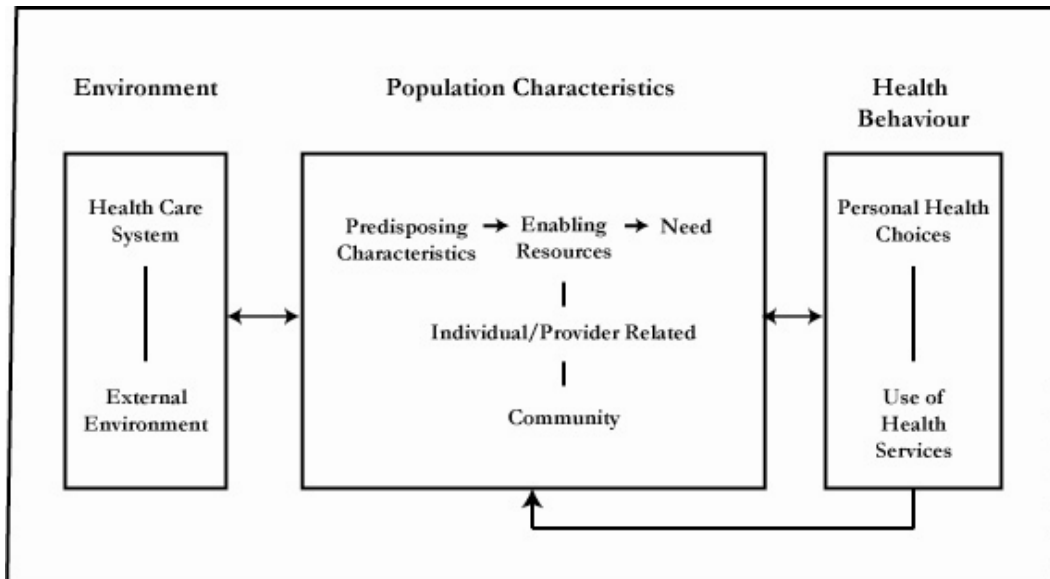 Environment
Population Characteristics
Health
Behaviour
Health Care
System
External
Environment
Predisposing
Characteristics
Enabling
Resources
Need
Individual/Provider Related
Community
Personal Health
Choices
Use of
Health
Services